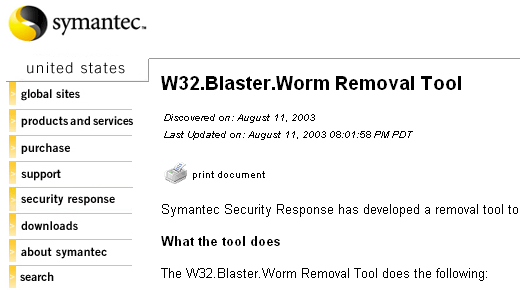 symantec™
united states
global sites
products and services
purchase
support
security response
downloads
about symantec
search
W32.Blaster.Worm Removal Tool
Discovered on: August 11, 2003
Last Updated on: August 11, 2003 08:01:58 PM PDT
print document
Symantec Security Response has developed a removal tool to
What the tool does
The W32.Blaster.Worm Removal Tool does the following: